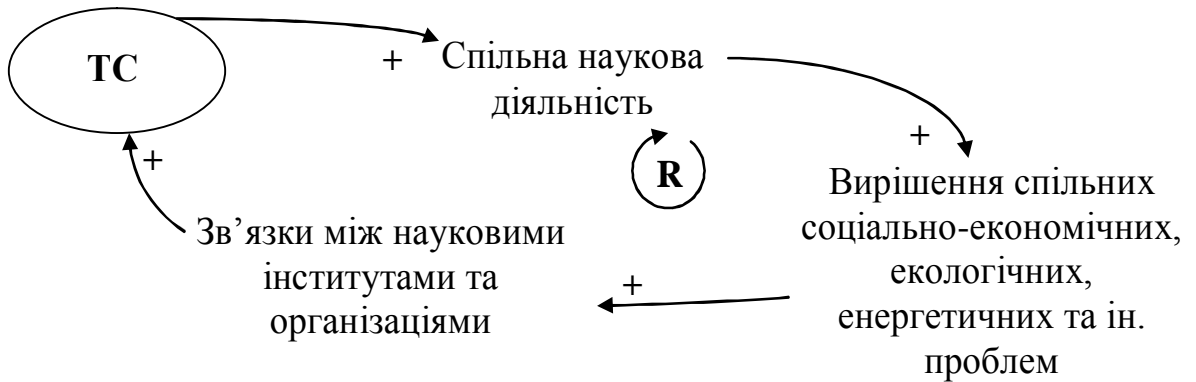 ТС
+
Спільна наукова
діяльність
+
R
Вирішення спільних
соціально-економічних,
екологічних,
енергетичних та ін.
проблем
+
Зв’язки між науковими
інститутами та
організаціями
+